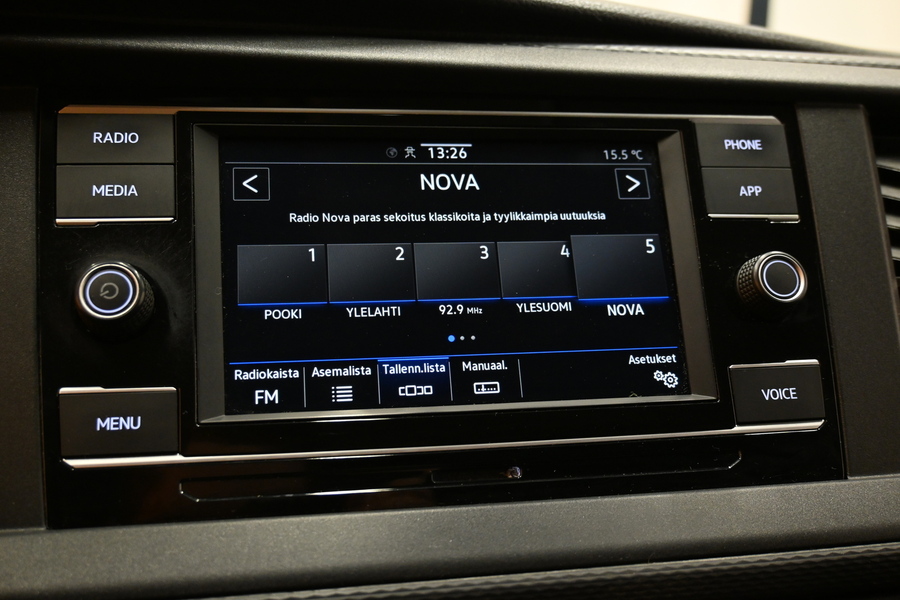 RADIO
PHONE
MEDIA
APP
13:26
15.5 °C
<
NOVA
>
Radio Nova paras sekoitus klassikoita ja tyylikkaimpia uutuuksia
1
2
3
4
5
POOKI
YLELAHTI
92.9 MHz
YLESUOMI
NOVA
Radiokaista
Asemalista
Tallenn.lista
Manuaal.
Asetukset
FM
MENU
VOICE